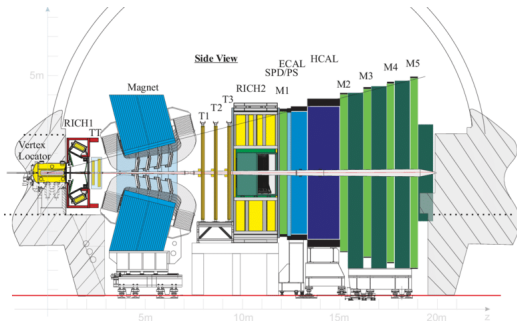 Side View
ECAL HCAL
SPD/PS
M5
M4
M3
M2
M1
RICH2
T3
T2
T1
Magnet
RICH1
TT
Vertex
Locator
5m
y
5m
10m
15m
20m
z